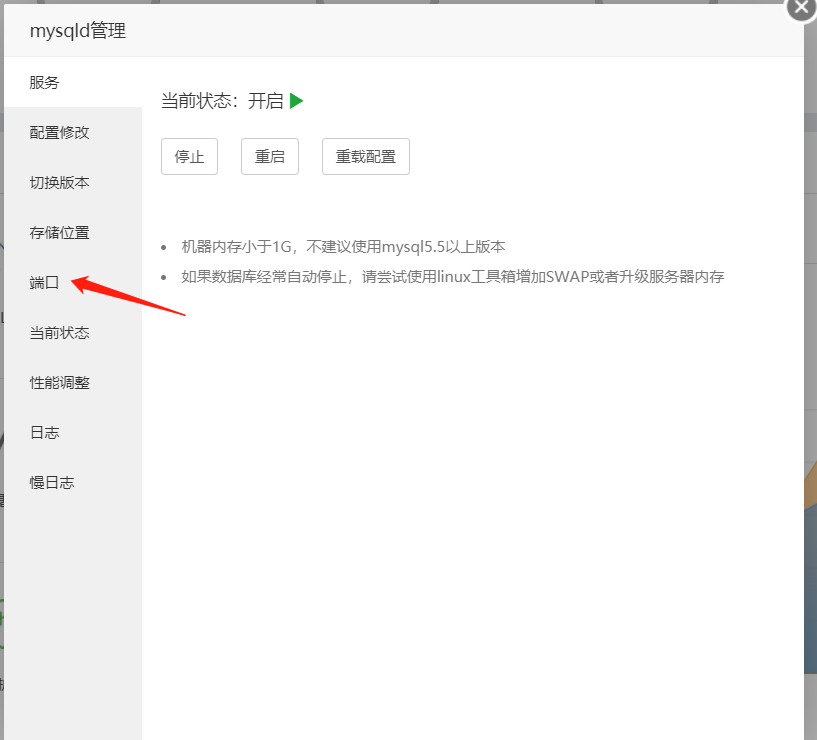 mysqld管理
服务
配置修改
切换版本
存储位置
端口
当前状态
性能调整
日志
慢日志
当前状态：开启
停止
重启
重载配置
机器内存小于1G，不建议使用mysql5.5以上版本
如果数据库经常自动停止，请尝试使用linux工具箱增加SWAP或者升级服务器内存